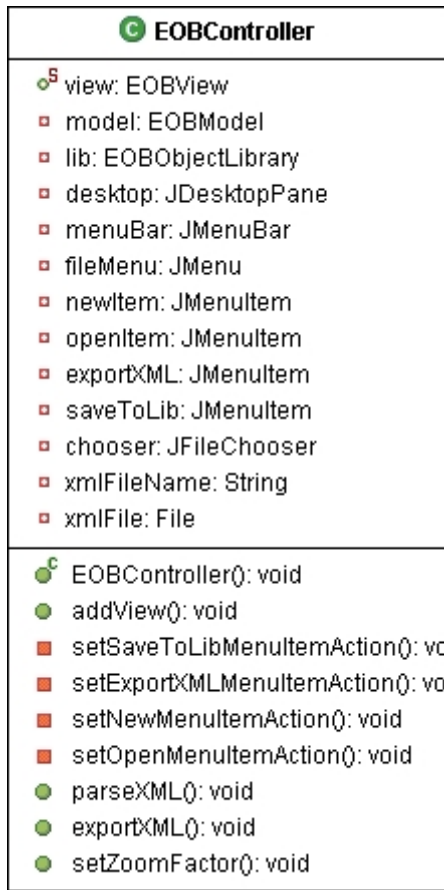 C EOBController
S view: EOBView
model: EOBModel
lib: EOBObjectLibrary
desktop: JDesktopPane
menuBar: JMenuBar
fileMenu: JMenu
newItem: JMenuItem
openItem: JMenuItem
exportXML: JMenuItem
saveToLib: JMenuItem
chooser: JFileChooser
xmlFileName: String
xmlFile: File
C EOBController(): void
addView(): void
setSaveToLibMenuItemAction(): vo
setExportXMLMenuItemAction(): vo
setNewMenuItemAction(): void
setOpenMenuItemAction(): void
parseXML(): void
exportXML(): void
setZoomFactor(): void